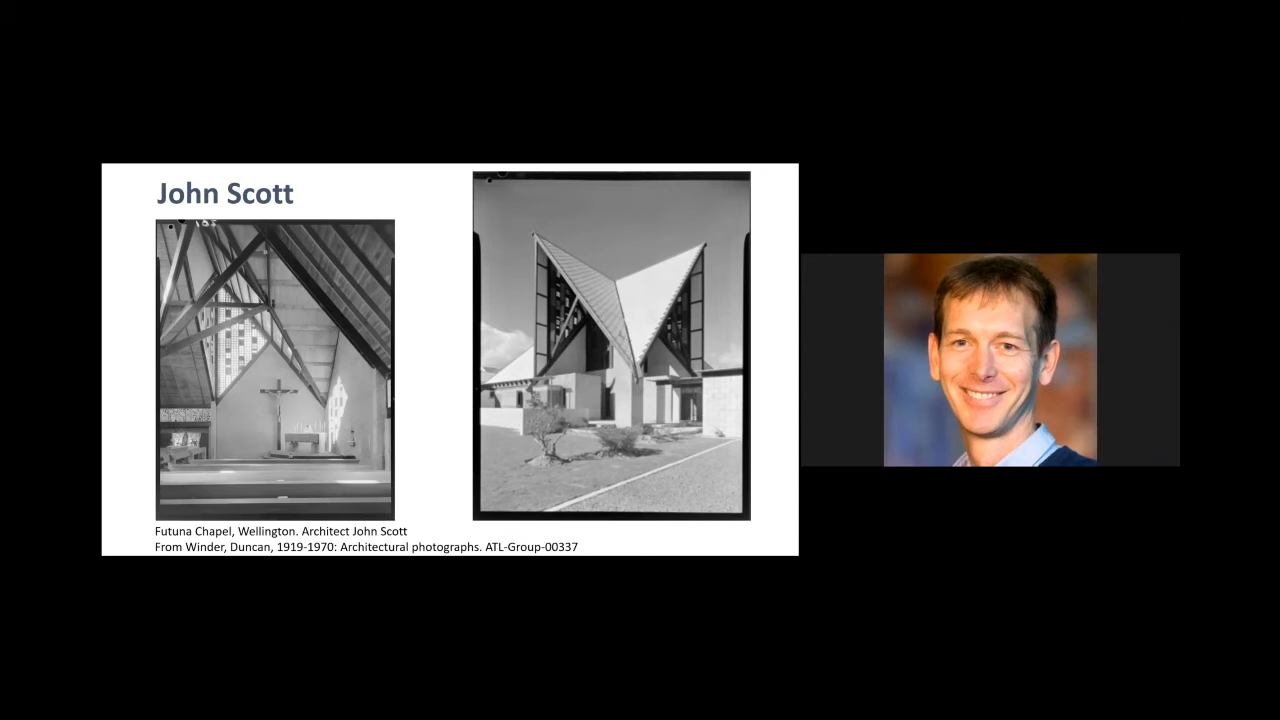 John Scott
Futuna Chapel, Wellington. Architect John Scott
From Winder, Duncan, 1919-1970: Architectural photographs. ATL-Group-00337